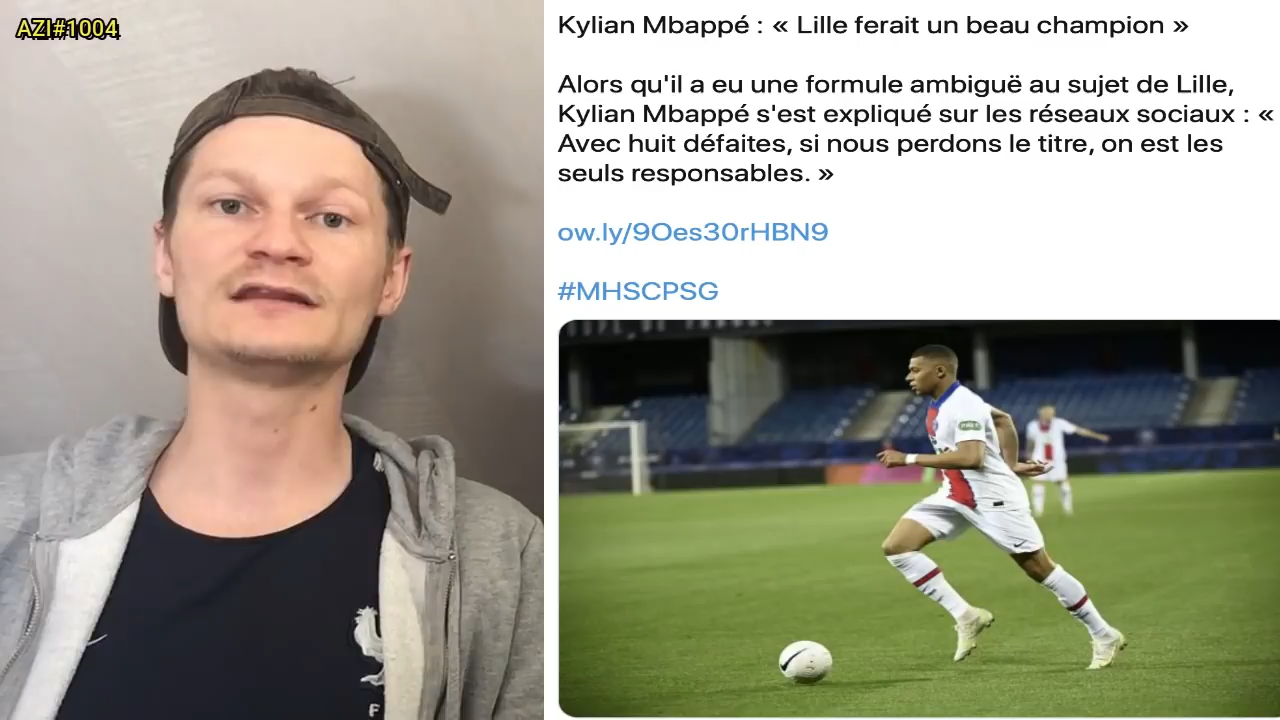 AZI#1004
Kylian Mbappé : « Lille ferait un beau champion »
Alors qu'il a eu une formule ambiguë au sujet de Lille,
Kylian Mbappé s'est expliqué sur les réseaux sociaux : «
Avec huit défaites, si nous perdons le titre, on est les
seuls responsables. »
ow.ly/9Oes30rHBN9
#MHSCPSG
F